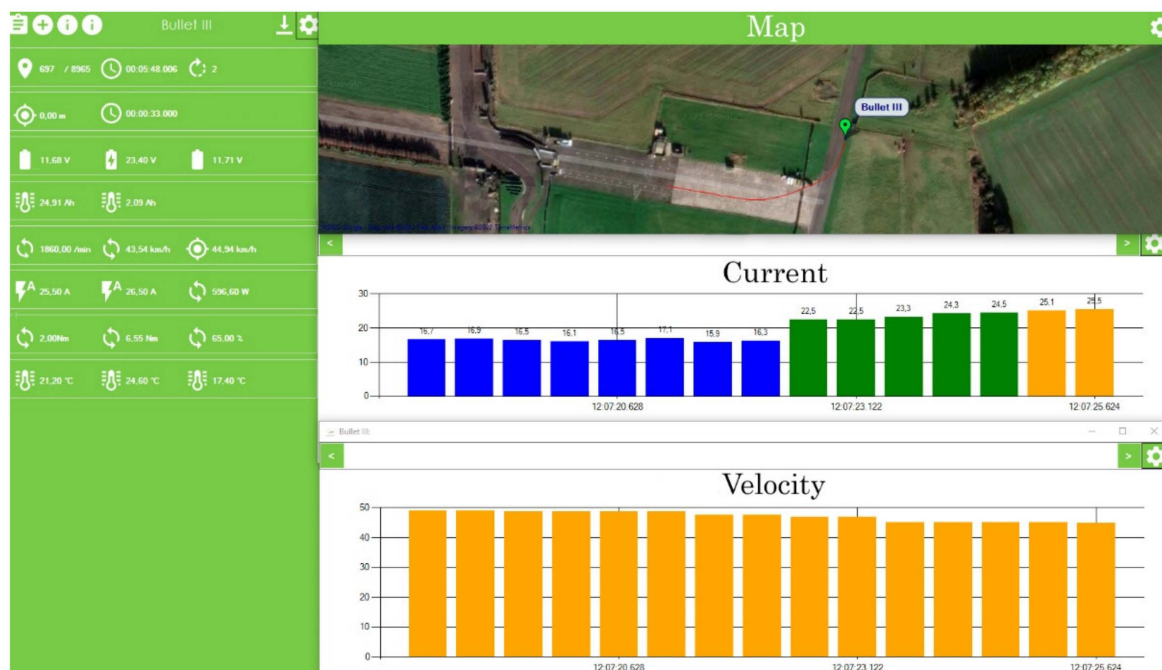 Bullet III
Map
697 / 8965 00:05:48.006 2
0,00 m 00:00:33.000
11,68 V 23,40 V 11,71 V
24,91 Ah 2,09 Ah
1860,00 /min 43,54 km/h 44,94 km/h
A 25,50 A A 26,50 A 596,60 W
2,00Nm 6,55 Nm 65,00 %
21,20 °C 24,60 °C 17,40 °C
Bullet III
< >
Current
30
20
10
0
16,7 16,9 16,5 16,1 16,5 17,1 15,9 16,3 22,5 22,5 23,3 24,3 24,5 25,1 25,5
12:07:20.628 12:07:23.122 12:07:25.624
Bullet III:
< >
Velocity
50
40
30
20
10
0
12:07:20.628 12:07:23.122 12:07:25.624